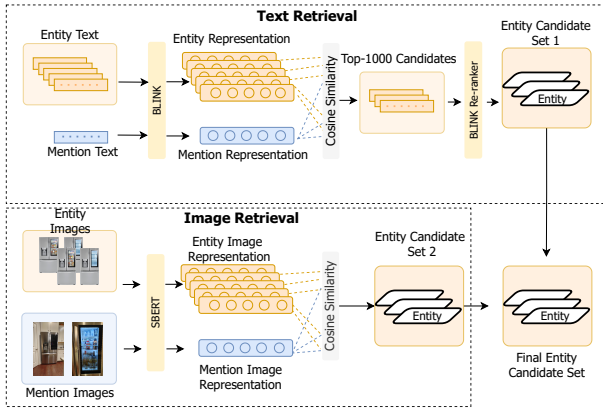 Text Retrieval
Entity Text
Entity Representation
Entity Candidate
Set 1
Top-1000 Candidates
BLINK
Cosine Similarity
BLINK Re-ranker
Entity
Mention Text
Mention Representation
Image Retrieval
Entity
Images
Entity Image
Representation
Entity Candidate
Set 2
SBERT
Cosine Similarity
Entity
Entity
Mention Images
Mention Image
Representation
Final Entity
Candidate Set